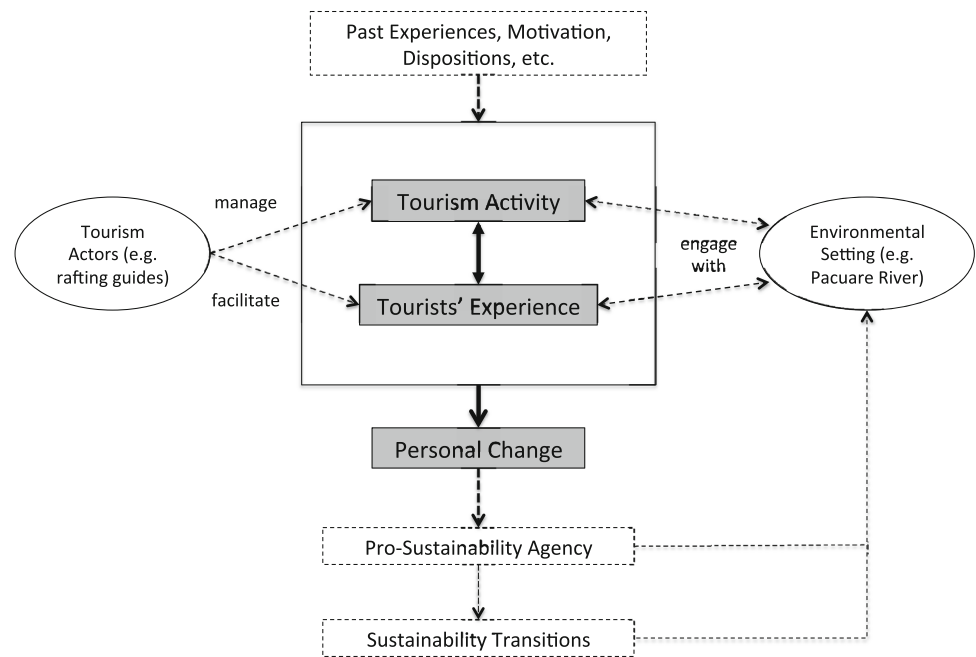 Past Experiences, Motivation,
Dispositions, etc.
manage
Tourism Activity
Tourism
Actors (e.g.
rafting guides)
engage
with
Environmental
Setting (e.g.
Pacuare River)
facilitate
Tourists’ Experience
Personal Change
Pro-Sustainability Agency
Sustainability Transitions